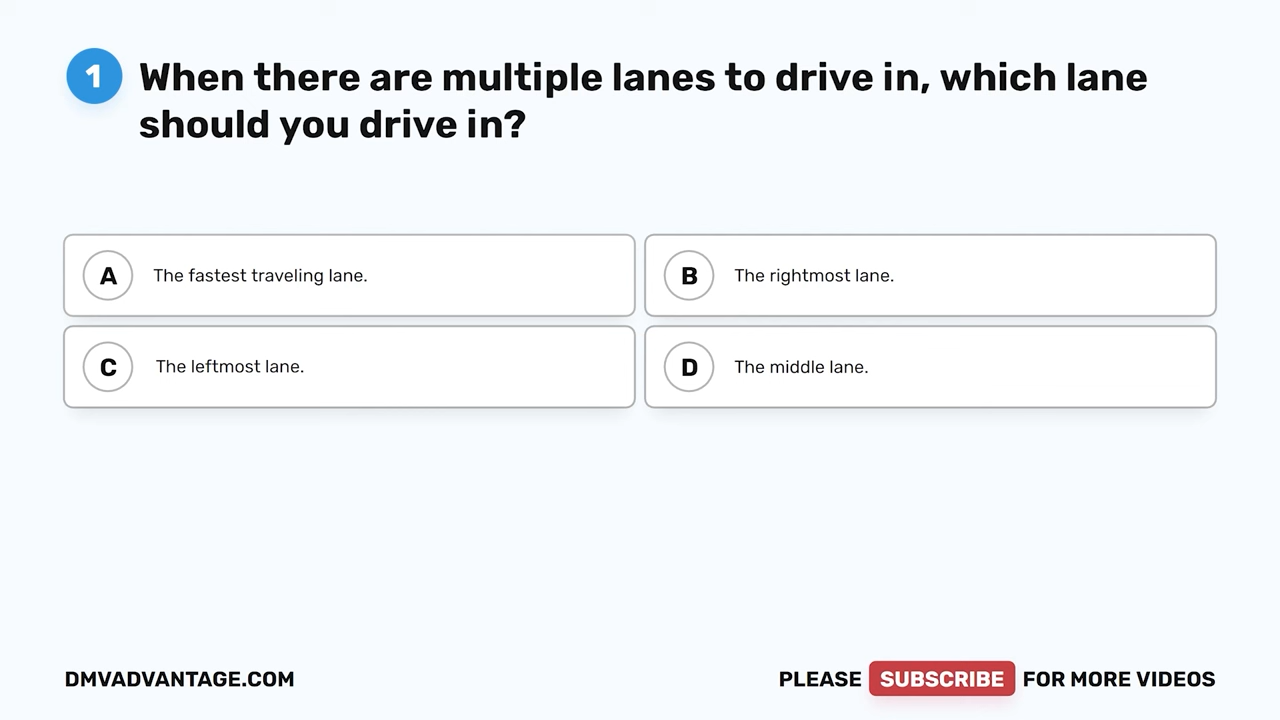 1 When there are multiple lanes to drive in, which lane
should you drive in?
A The fastest traveling lane.
B The rightmost lane.
C The leftmost lane.
D The middle lane.
DMVADVANTAGE.COM
PLEASE SUBSCRIBE FOR MORE VIDEOS